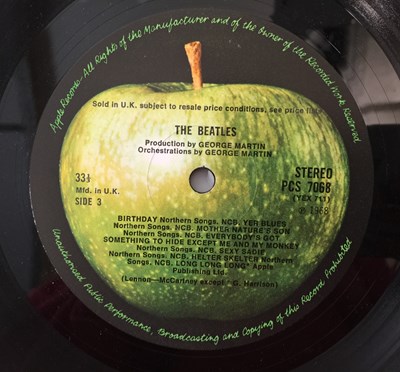 Apple Records · All Rights of the Manufacturer and of the Owner of the Recorded Work Reserved
Sold in U.K. subject to resale price conditions, see price lists
THE BEATLES
Production by GEORGE MARTIN
Orchestrations by GEORGE MARTIN
33⅓
Mfd. in U.K.
SIDE 3
STEREO
PCS 7068
(YEX 711)
℗ 1968
BIRTHDAY Northern Songs. NCB. YER BLUES
Northern Songs. NCB. MOTHER NATURE'S SON
Northern Songs. NCB. EVERYBODY'S GOT
SOMETHING TO HIDE EXCEPT ME AND MY MONKEY
Northern Songs. NCB. SEXY SADIE
Northern Songs. NCB. HELTER SKELTER Northern
Songs. NCB. LONG LONG LONG* Apple
Publishing Ltd.
(Lennon—McCartney except *G. Harrison)
Unauthorised Public Performance, Broadcasting and Copying of this Record Prohibited